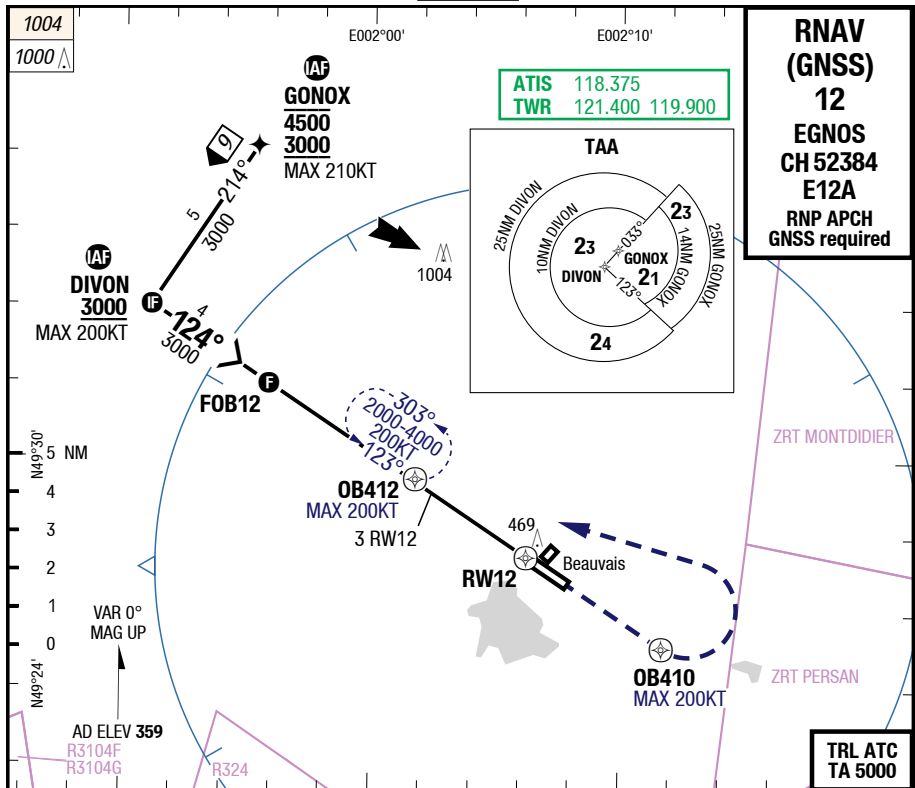 1004
1000
E002°00'
E002°10'
RNAV
(GNSS)
12
EGNOS
CH 52384
E12A
RNP APCH
GNSS required
ATIS 118.375
TWR 121.400 119.900
IAF
GONOX
4500
3000
MAX 210KT
9
214°
5
3000
TAA
25NM DIVON
10NM DIVON
23
DIVON
033°
GONOX
123°
21
23
14NM GONOX
25NM GONOX
24
1004
IAF
DIVON
3000
MAX 200KT
IF
4
124°
3000
F
FOB12
303°
2000-4000
200KT
123°
OB412
MAX 200KT
3 RW12
469
Beauvais
RW12
OB410
MAX 200KT
ZRT MONTDIDIER
ZRT PERSAN
N49°30'
5 NM
4
3
2
1
0
N49°24'
VAR 0°
MAG UP
AD ELEV 359
R3104F
R3104G
R324
TRL ATC
TA 5000